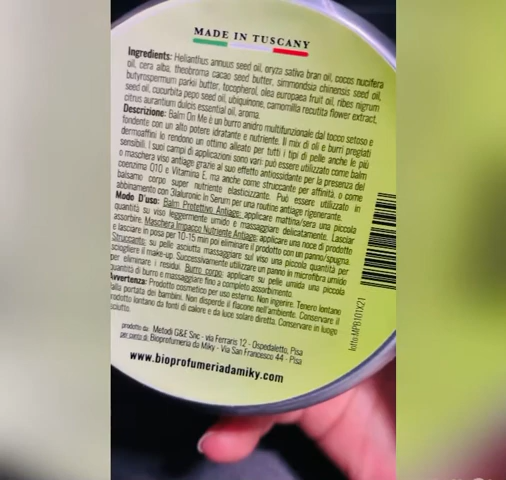 MADE IN TUSCANY
Ingredients: Helianthus annuus seed oil, oryza sativa bran oil, cocos nucifera
oil, cera alba, theobroma cacao seed butter, simmondsia chinensis seed oil,
butyrospermum parkii butter, tocopherol, olea europaea fruit oil, ribes nigrum
seed oil, cucurbita pepo seed oil, ubiquinone, camomilla recutita flower extract,
citrus aurantium dulcis essential oil, aroma.
Descrizione: Balm On Me è un burro anidro multifunzionale dal tocco setoso e
fondente con un alto potere idratante e nutriente. Il mix di oli e burri pregiati
dermoaffini lo rendono un ottimo alleato per tutti i tipi di pelle anche le più
sensibili. I suoi campi di applicazioni sono vari: può essere utilizzato come balm
o maschera viso antiage grazie al suo effetto antiossidante per la presenza del
coenzima Q10 e Vitamina E, ma anche come struccante per affinità, o come
balsamo corpo super nutriente elasticizzante. Può essere utilizzato in
abbinamento con 3Ialuronic In Serum per una routine antiage rigenerante.
Modo D'uso: Balm Protettivo Antiage: applicare mattina/sera una piccola
quantità su viso leggermente umido e massaggiare delicatamente. Lasciar
assorbire. Maschera Impacco Nutriente Antiage: applicare una noce di prodotto
e lasciare in posa per 10-15 min poi eliminare il prodotto con un panno/spugna.
Struccante: su pelle asciutta massaggiare sul viso una piccola quantità per
sciogliere il make-up. Successivamente utilizzare un panno in microfibra umido
per eliminare i residui. Burro corpo: applicare su pelle umida una piccola
quantità di burro e massaggiare fino a completo assorbimento.
Avvertenza: Prodotto cosmetico per uso esterno. Non ingerire. Tenere lontano
dalla portata dei bambini. Non disperde il flacone nell'ambiente. Conservare il
prodotto lontano da fonti di calore e da luce solare diretta. Conservare in luogo
asciutto.
prodotto da: Metodi G&E Snc - via Ferraris 12 - Ospedaletto, Pisa
per conto di: Bioprofumeria da Miky - Via San Francesco 44 - Pisa
www.bioprofumeriadamiky.com
lotto:MPB101X21